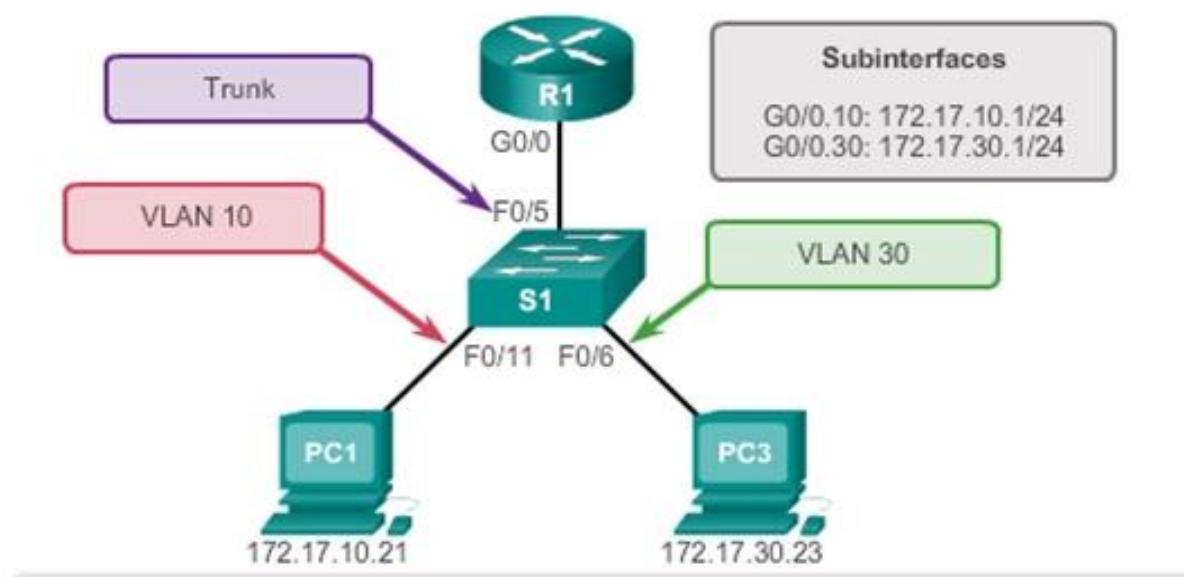 Trunk
R1
Subinterfaces
G0/0.10: 172.17.10.1/24
G0/0.30: 172.17.30.1/24
G0/0
VLAN 10
F0/5
VLAN 30
S1
F0/11 F0/6
PC1
PC3
172.17.10.21
172.17.30.23